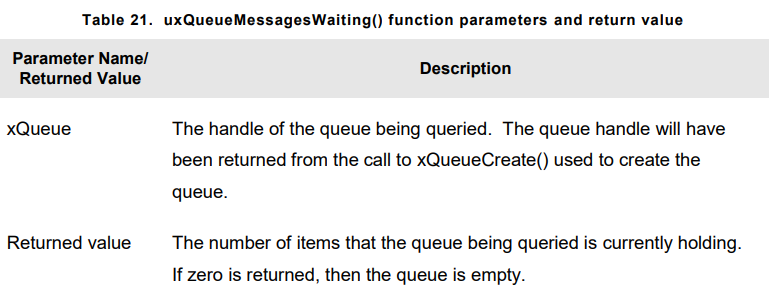 Table 21. uxQueueMessagesWaiting() function parameters and return value
Parameter Name/
Returned Value
Description
xQueue
The handle of the queue being queried. The queue handle will have
been returned from the call to xQueueCreate() used to create the
queue.
Returned value
The number of items that the queue being queried is currently holding.
If zero is returned, then the queue is empty.